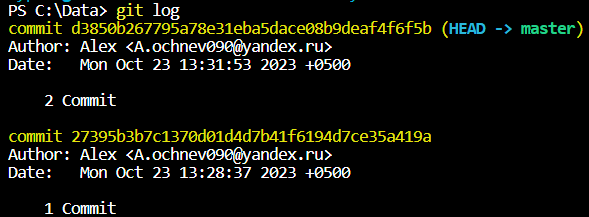 PS C:\Data> git log
commit d3850b267795a78e31eba5dace08b9deaf4f6f5b (HEAD -> master)
Author: Alex <A.ochnev090@yandex.ru>
Date:   Mon Oct 23 13:31:53 2023 +0500
    2 Commit
commit 27395b3b7c1370d01d4d7b41f6194d7ce35a419a
Author: Alex <A.ochnev090@yandex.ru>
Date:   Mon Oct 23 13:28:37 2023 +0500
    1 Commit